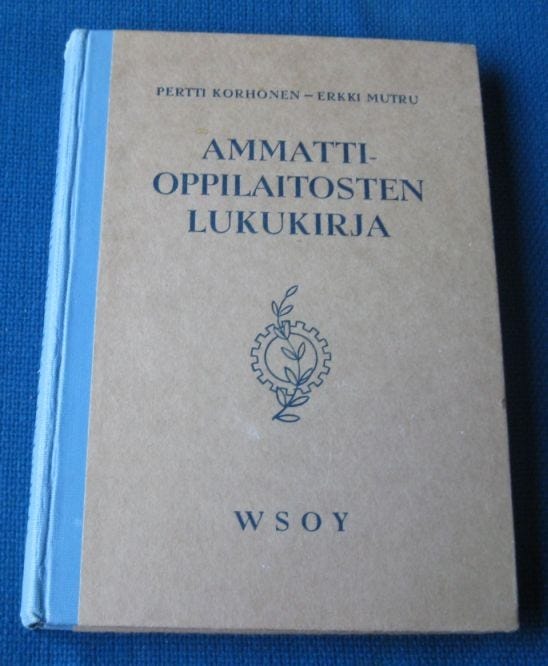 PERTTI KORHONEN – ERKKI MUTRU
AMMATTI-
OPPILAITOSTEN
LUKUKIRJA
WSOY